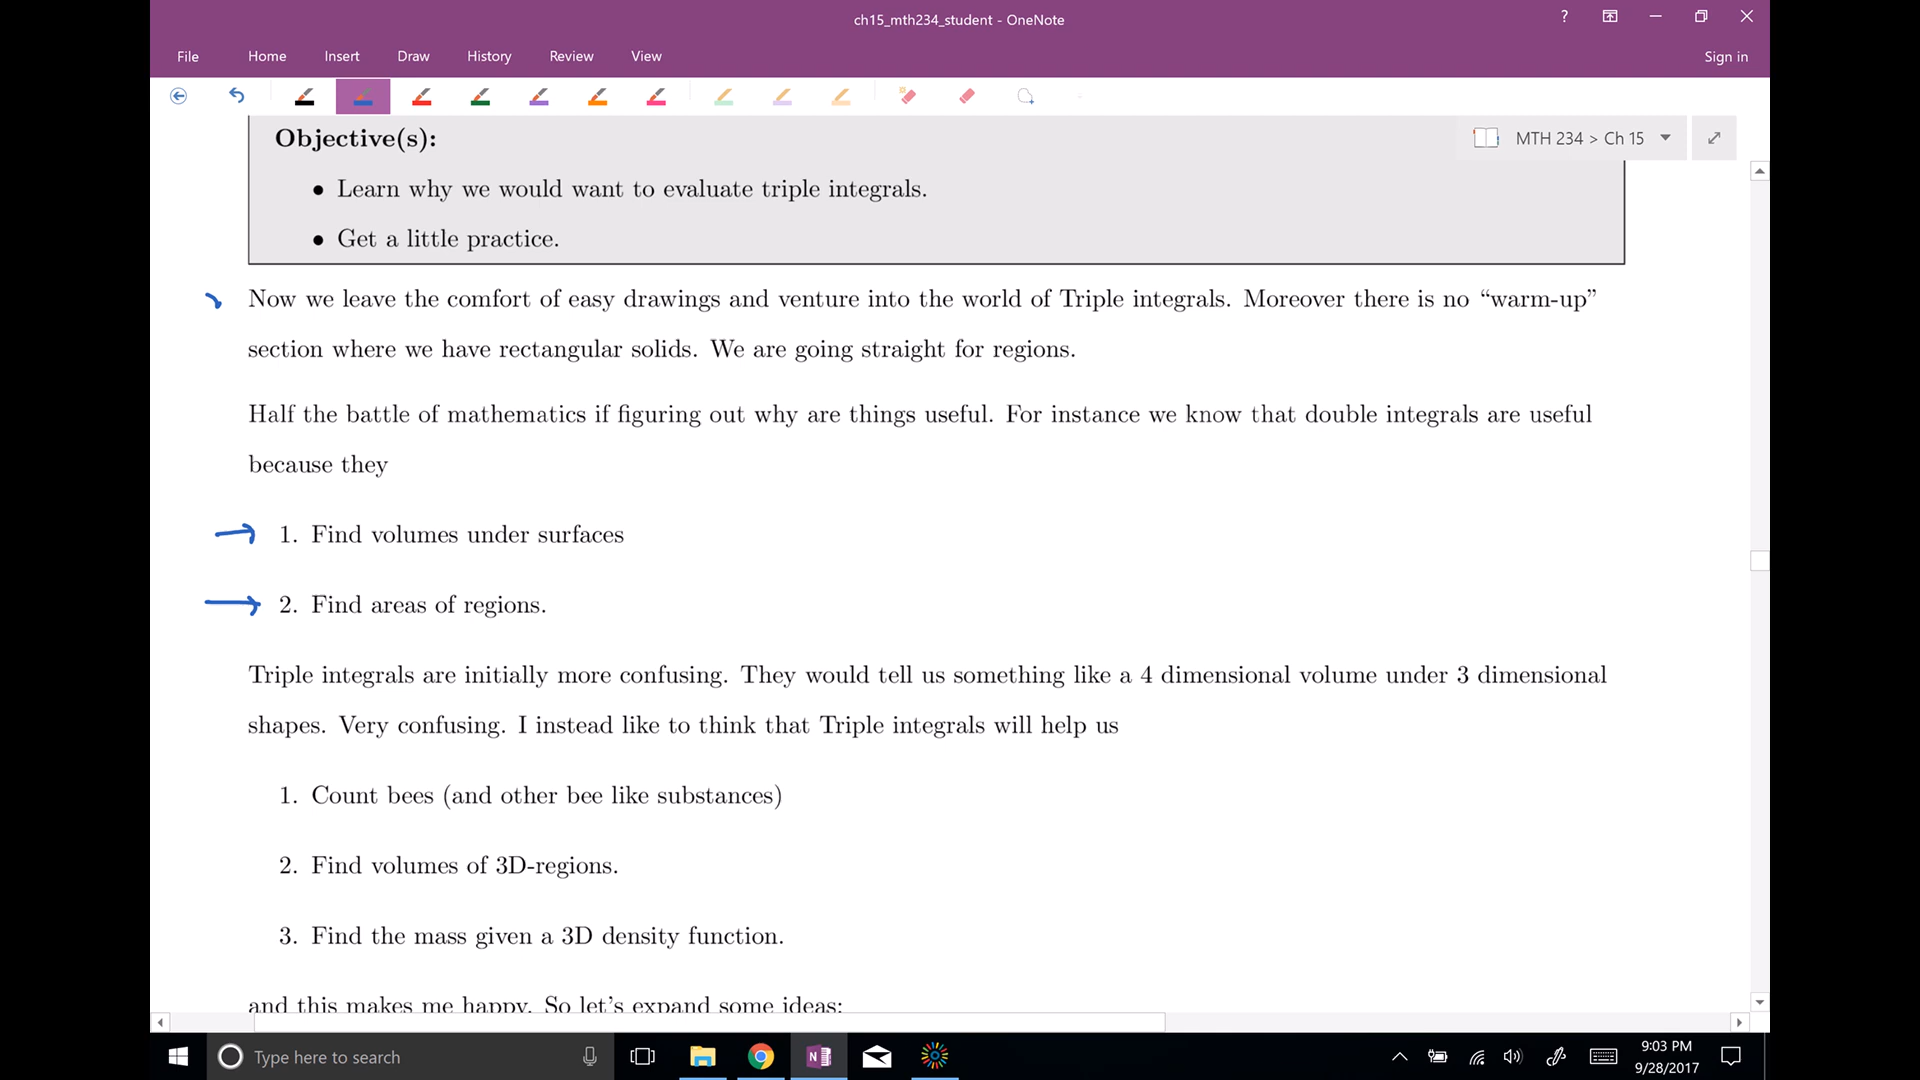 ch15_mth234_student - OneNote
?
File Home Insert Draw History Review View Sign in
Objective(s):
MTH 234 > Ch 15
• Learn why we would want to evaluate triple integrals.
• Get a little practice.
Now we leave the comfort of easy drawings and venture into the world of Triple integrals. Moreover there is no “warm-up”
section where we have rectangular solids. We are going straight for regions.
Half the battle of mathematics if figuring out why are things useful. For instance we know that double integrals are useful
because they
1. Find volumes under surfaces
2. Find areas of regions.
Triple integrals are initially more confusing. They would tell us something like a 4 dimensional volume under 3 dimensional
shapes. Very confusing. I instead like to think that Triple integrals will help us
1. Count bees (and other bee like substances)
2. Find volumes of 3D-regions.
3. Find the mass given a 3D density function.
and this makes me happy. So let’s expand some ideas:
Type here to search
9:03 PM
9/28/2017